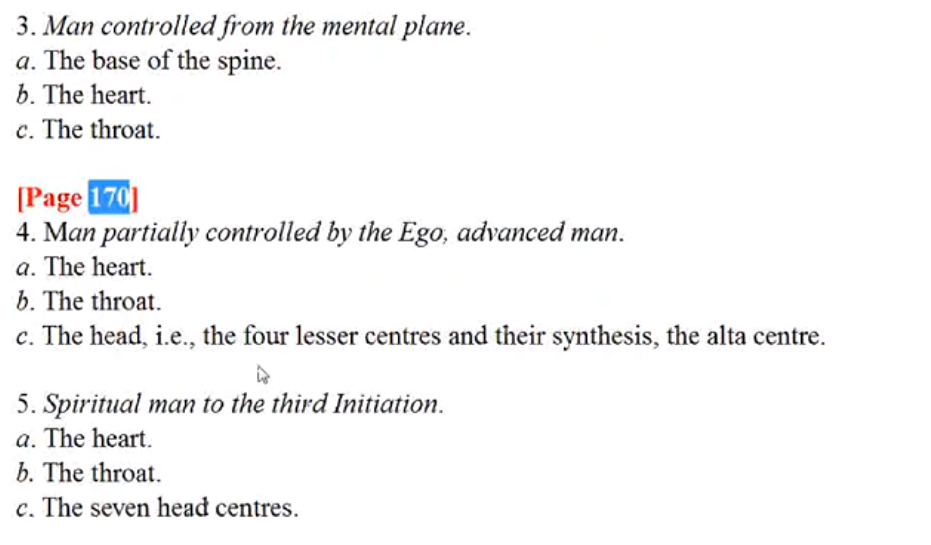 3. Man controlled from the mental plane.
a. The base of the spine.
b. The heart.
c. The throat.
[Page 170]
4. Man partially controlled by the Ego, advanced man.
a. The heart.
b. The throat.
c. The head, i.e., the four lesser centres and their synthesis, the alta centre.
5. Spiritual man to the third Initiation.
a. The heart.
b. The throat.
c. The seven head centres.